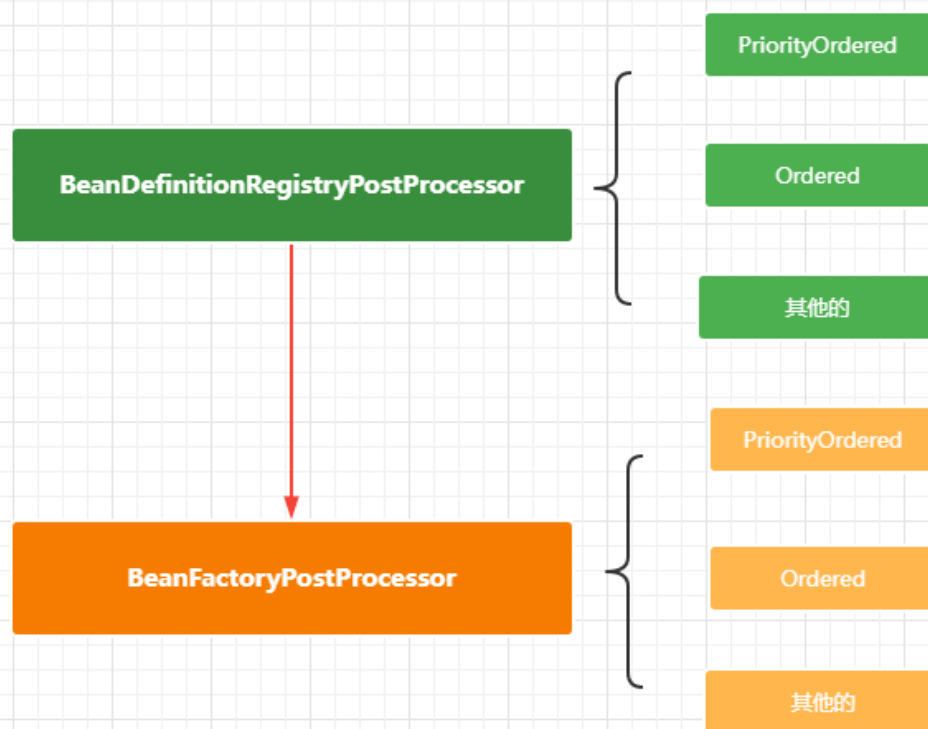 PriorityOrdered
BeanDefinitionRegistryPostProcessor
Ordered
其他的
PriorityOrdered
BeanFactoryPostProcessor
Ordered
其他的